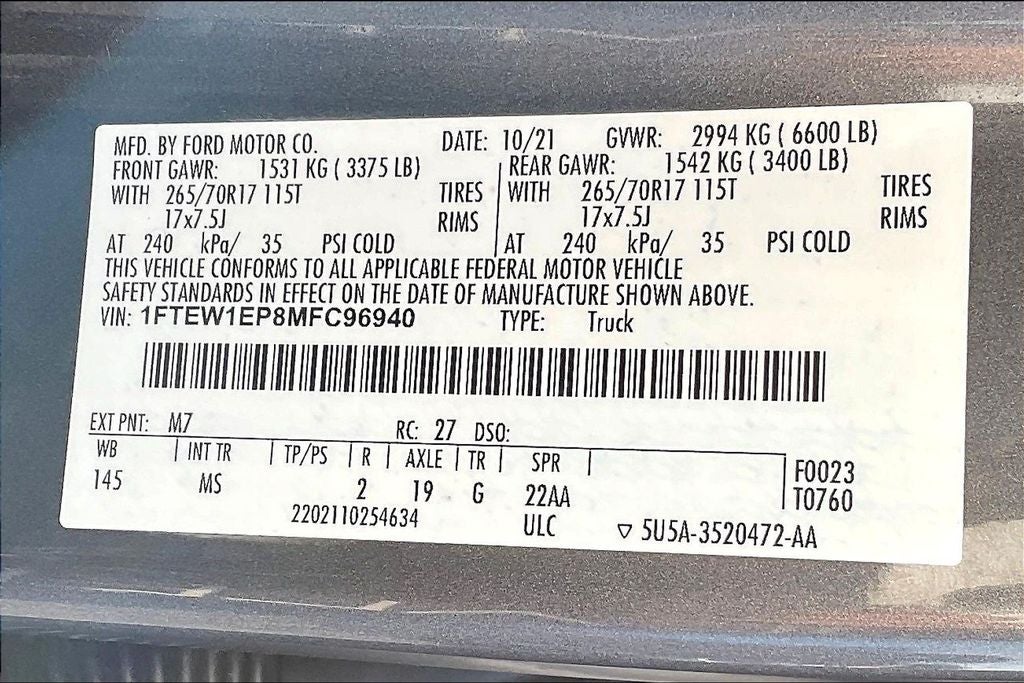 MFD. BY FORD MOTOR CO. DATE: 10/21 GVWR: 2994 KG ( 6600 LB)
FRONT GAWR: 1531 KG ( 3375 LB) REAR GAWR: 1542 KG ( 3400 LB)
WITH 265/70R17 115T TIRES WITH 265/70R17 115T TIRES
17x7.5J RIMS 17x7.5J RIMS
AT 240 kPa/ 35 PSI COLD AT 240 kPa/ 35 PSI COLD
THIS VEHICLE CONFORMS TO ALL APPLICABLE FEDERAL MOTOR VEHICLE
SAFETY STANDARDS IN EFFECT ON THE DATE OF MANUFACTURE SHOWN ABOVE.
VIN: 1FTEW1EP8MFC96940 TYPE: Truck
EXT PNT: M7 RC: 27 DSO:
WB INT TR TP/PS R AXLE TR SPR F0023
145 MS 2 19 G 22AA T0760
2202110254634 ULC ▽ 5U5A-3520472-AA